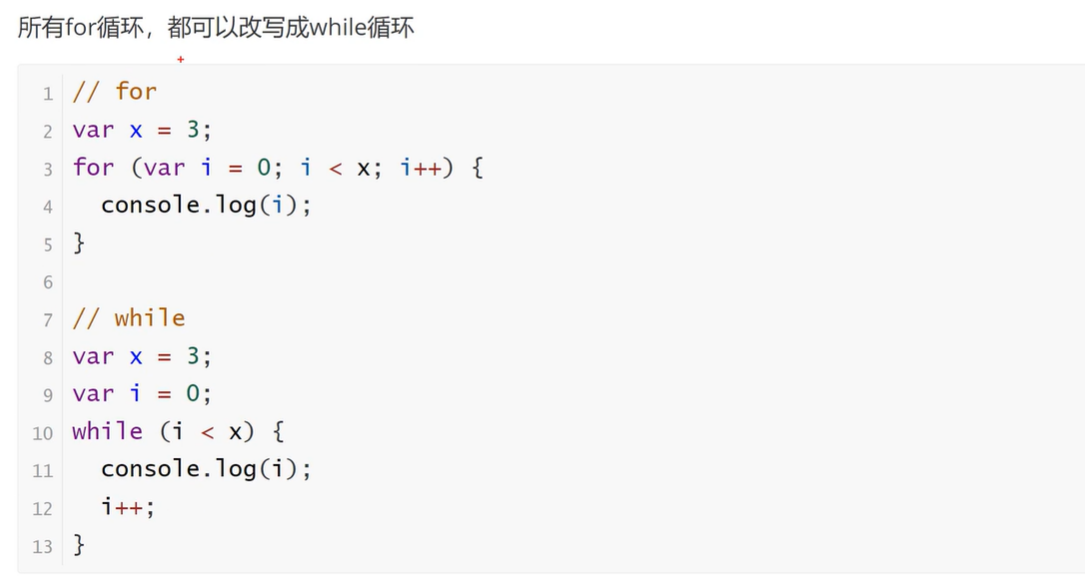 所有for循环，都可以改写成while循环
1 // for
2 var x = 3;
3 for (var i = 0; i < x; i++) {
4   console.log(i);
5 }
6
7 // while
8 var x = 3;
9 var i = 0;
10 while (i < x) {
11   console.log(i);
12   i++;
13 }